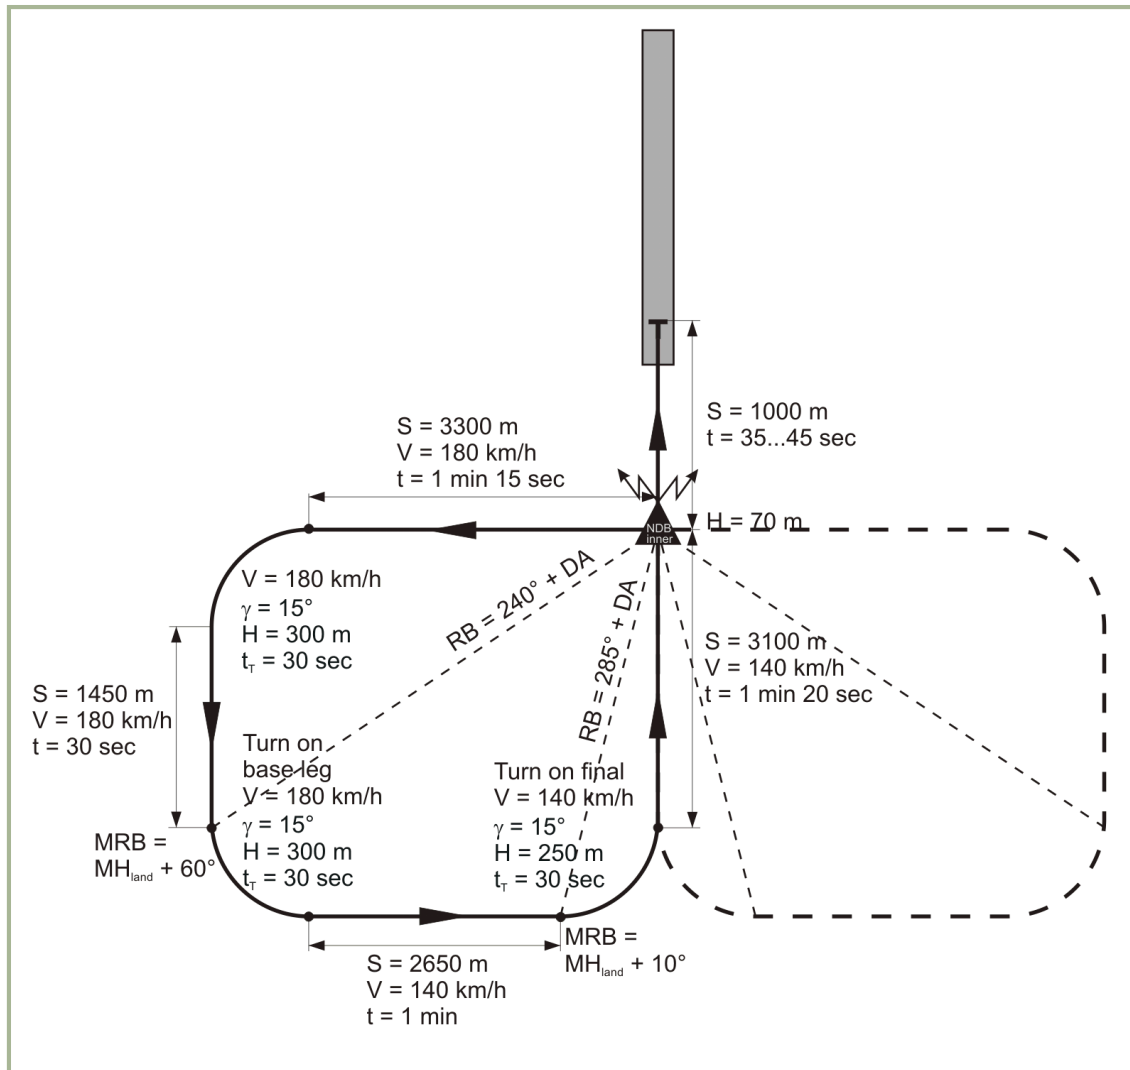 S = 3300 m
V = 180 km/h
t = 1 min 15 sec
S = 1000 m
t = 35...45 sec
NDB
inner
H = 70 m
V = 180 km/h
γ = 15°
H = 300 m
tT = 30 sec
RB = 240° + DA
RB = 285° + DA
S = 3100 m
V = 140 km/h
t = 1 min 20 sec
S = 1450 m
V = 180 km/h
t = 30 sec
Turn on
base leg
V = 180 km/h
γ = 15°
H = 300 m
tT = 30 sec
Turn on final
V = 140 km/h
γ = 15°
H = 250 m
tT = 30 sec
MRB =
MHland + 60°
MRB =
MHland + 10°
S = 2650 m
V = 140 km/h
t = 1 min